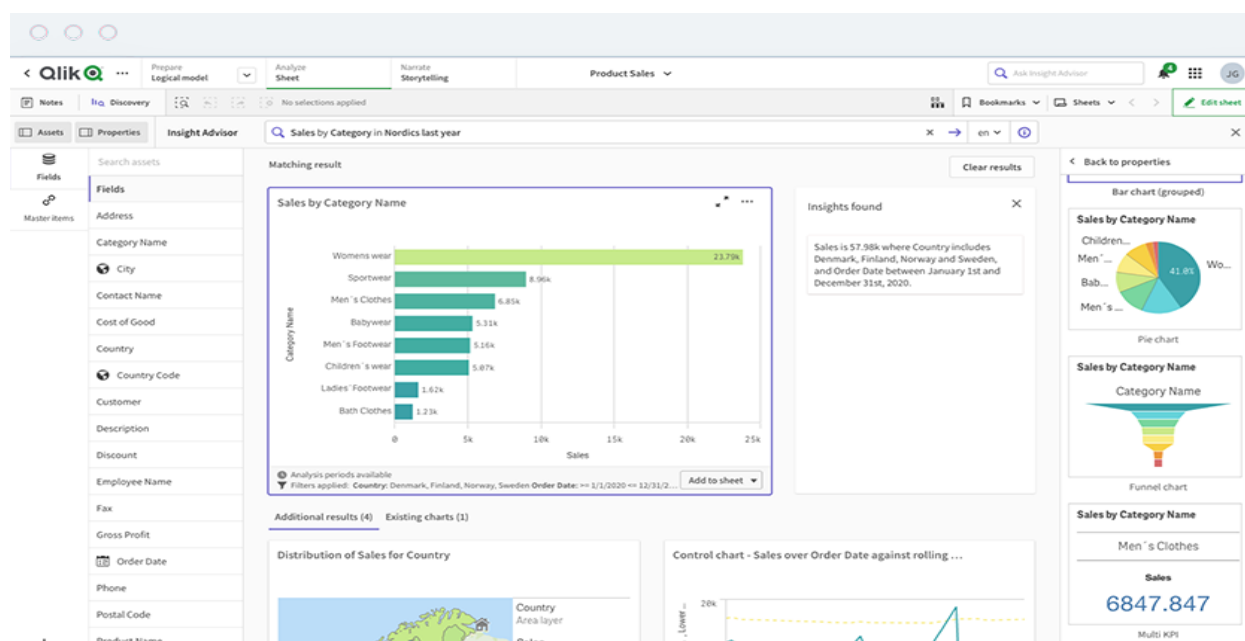 Qlik
Prepare
Logical model
Analyze
Sheet
Narrate
Storytelling
Product Sales
Ask Insight Advisor
4
JG
Notes
Discovery
No selections applied
Bookmarks
Sheets
Edit sheet
Assets
Properties
Insight Advisor
Sales by Category in Nordics last year
en
Fields
Master items
Search assets
Fields
Address
Category Name
City
Contact Name
Cost of Good
Country
Country Code
Customer
Description
Discount
Employee Name
Fax
Gross Profit
Order Date
Phone
Postal Code
Product Name
Matching result
Clear results
Sales by Category Name
Category Name
Womens wear 23.79k
Sportwear 8.96k
Men´s Clothes 6.85k
Babywear 5.31k
Men´s Footwear 5.16k
Children´s wear 5.07k
Ladies´Footwear 1.62k
Bath Clothes 1.23k
0 5k 10k 15k 20k 25k
Sales
Analysis periods available
Filters applied: Country: Denmark, Finland, Norway, Sweden Order Date: >= 1/1/2020 <= 12/31/2...
Add to sheet
Insights found
Sales is 57.98k where Country includes
Denmark, Finland, Norway and Sweden,
and Order Date between January 1st and
December 31st, 2020.
Additional results (4)
Existing charts (1)
Distribution of Sales for Country
Country
Area layer
Control chart - Sales over Order Date against rolling ...
20k
, Lower ...
Back to properties
Bar chart (grouped)
Sales by Category Name
Children...
Men´...
Bab...
Men´s ...
41.0%
Wo...
Pie chart
Sales by Category Name
Category Name
Funnel chart
Sales by Category Name
Men´s Clothes
Sales
6847.847
Multi KPI